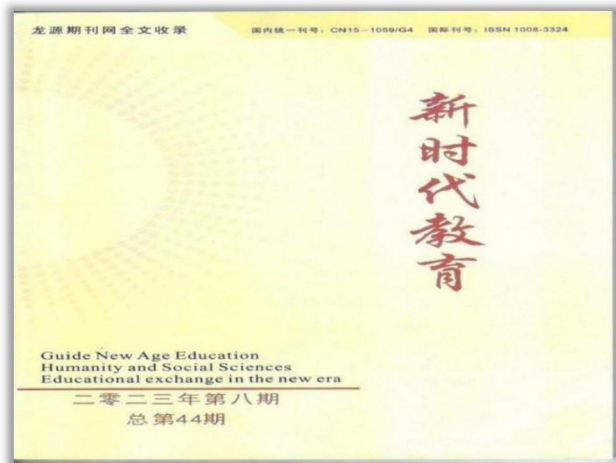 龙源期刊网全文收录
国内统一刊号：CN15-1059/G4 国际刊号：ISSN 1008-3324
新时代教育
Guide New Age Education
Humanity and Social Sciences
Educational exchange in the new era
二零二三年第八期
总第44期